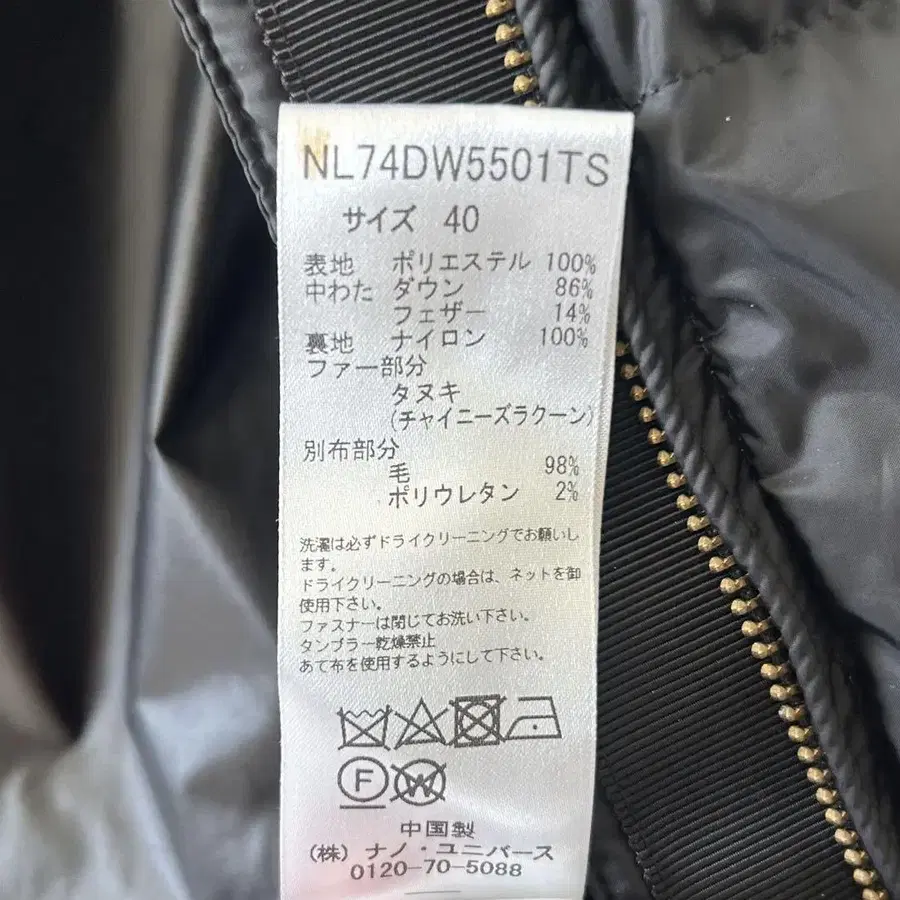 NL74DW5501TS
サイズ 40
表地 ポリエステル 100%
中わた ダウン 86%
フェザー 14%
裏地 ナイロン 100%
ファー部分
タヌキ
(チャイニーズラクーン)
別布部分
毛 98%
ポリウレタン 2%
洗濯は必ずドライクリーニングでお願いし
ます。
ドライクリーニングの場合は、ネットを御
使用下さい。
ファスナーは閉じてお洗い下さい。
タンブラー乾燥禁止
あて布を使用するようにして下さい。
F W
中国製
(株) ナノ・ユニバース
0120-70-5088